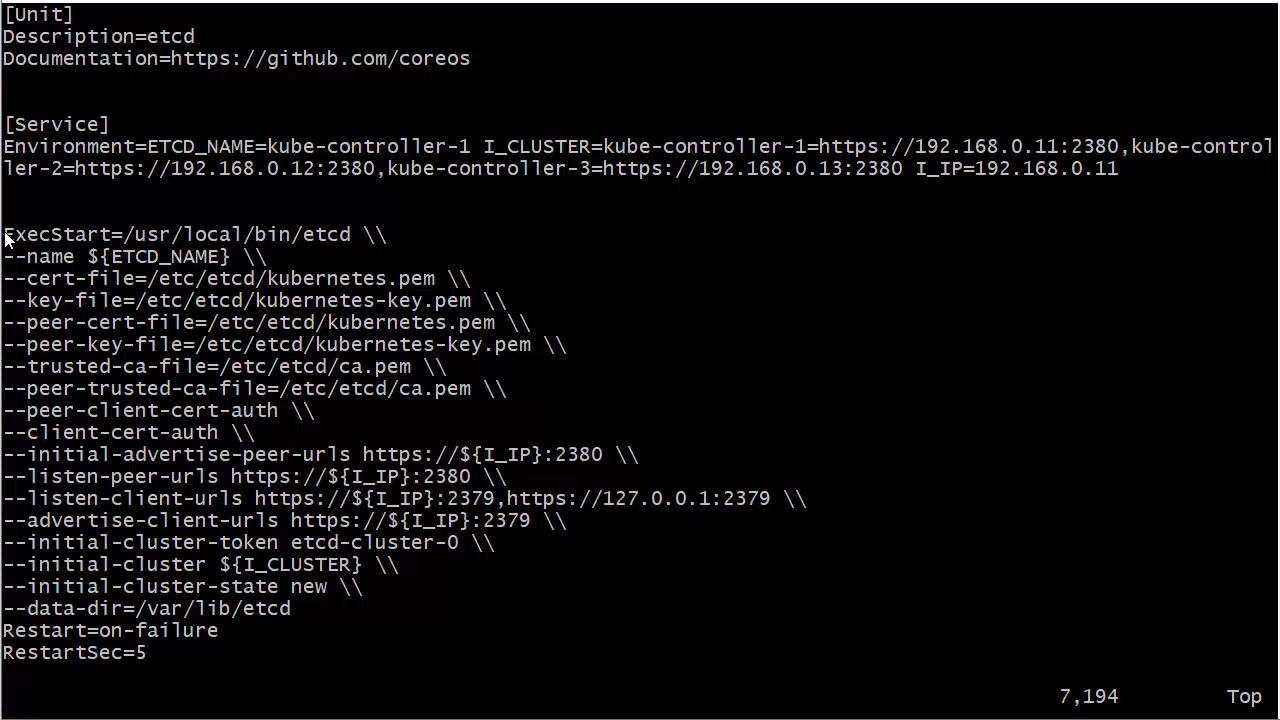 [Unit]
Description=etcd
Documentation=https://github.com/coreos
[Service]
Environment=ETCD_NAME=kube-controller-1 I_CLUSTER=kube-controller-1=https://192.168.0.11:2380,kube-control
ler-2=https://192.168.0.12:2380,kube-controller-3=https://192.168.0.13:2380 I_IP=192.168.0.11
ExecStart=/usr/local/bin/etcd \\
--name ${ETCD_NAME} \\
--cert-file=/etc/etcd/kubernetes.pem \\
--key-file=/etc/etcd/kubernetes-key.pem \\
--peer-cert-file=/etc/etcd/kubernetes.pem \\
--peer-key-file=/etc/etcd/kubernetes-key.pem \\
--trusted-ca-file=/etc/etcd/ca.pem \\
--peer-trusted-ca-file=/etc/etcd/ca.pem \\
--peer-client-cert-auth \\
--client-cert-auth \\
--initial-advertise-peer-urls https://${I_IP}:2380 \\
--listen-peer-urls https://${I_IP}:2380 \\
--listen-client-urls https://${I_IP}:2379,https://127.0.0.1:2379 \\
--advertise-client-urls https://${I_IP}:2379 \\
--initial-cluster-token etcd-cluster-0 \\
--initial-cluster ${I_CLUSTER} \\
--initial-cluster-state new \\
--data-dir=/var/lib/etcd
Restart=on-failure
RestartSec=5
7,194 Top